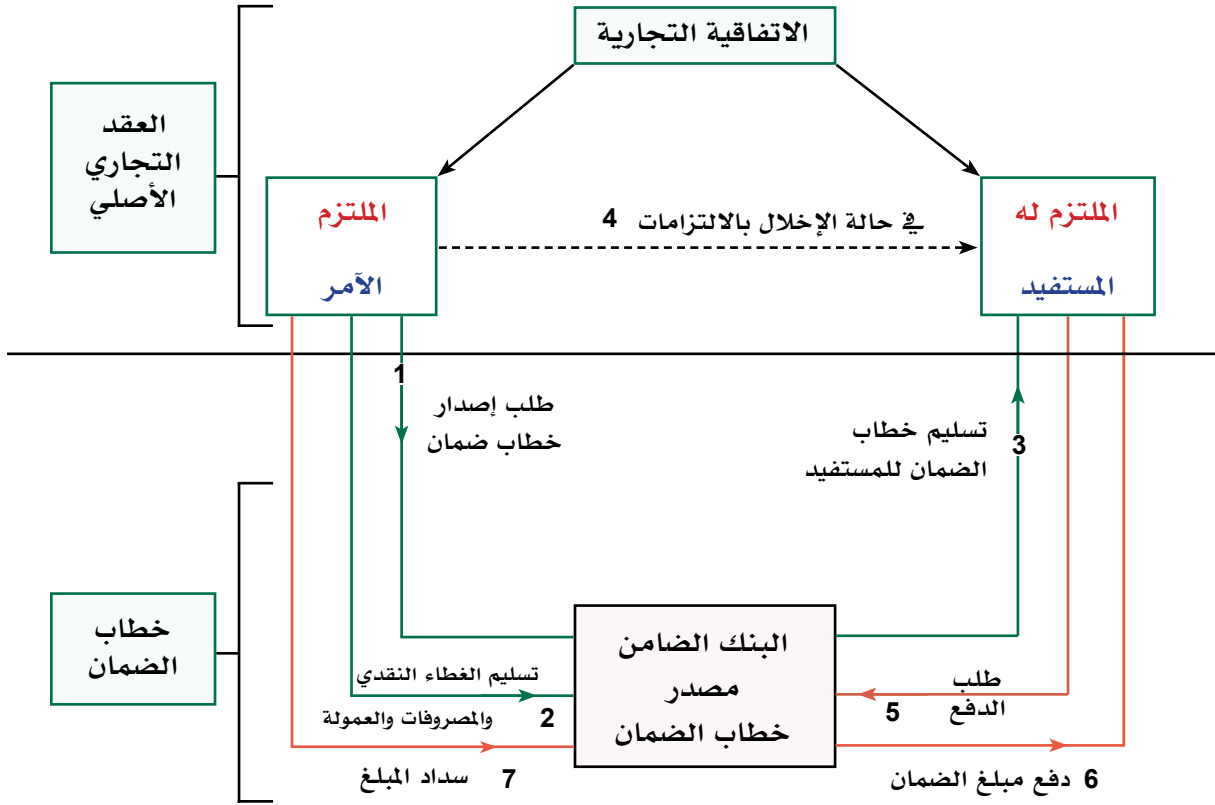 الاتفاقية التجارية
العقد
التجاري
الأصلي
الملتزم له
المستفيد
الملتزم
الآمر
4 في حالة الإخلال بالالتزامات
1
طلب إصدار
خطاب ضمان
3
تسليم خطاب
الضمان للمستفيد
خطاب
الضمان
البنك الضامن
مصدر
خطاب الضمان
تسليم الغطاء النقدي
والمصروفات والعمولة
2
طلب
الدفع
5
7 سداد المبلغ
6 دفع مبلغ الضمان